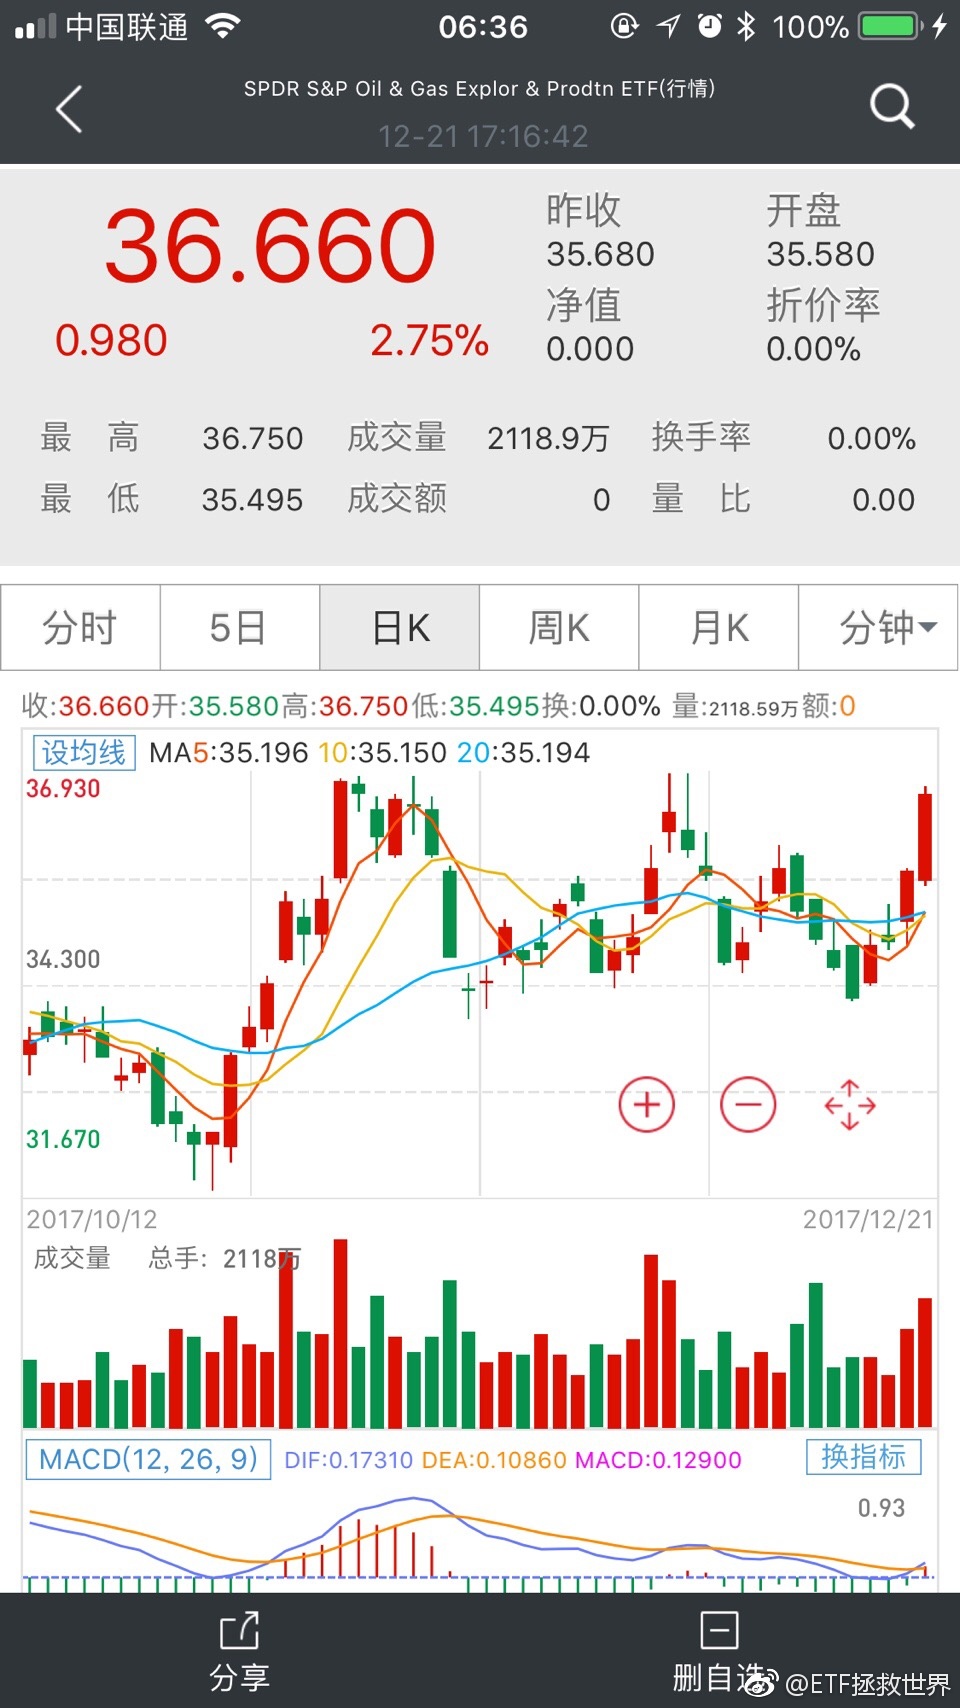 中国联通 06:36 100%
SPDR S&P Oil & Gas Explor & Prodtn ETF(行情)
12-21 17:16:42
36.660
0.980 2.75%
昨收 开盘
35.680 35.580
净值 折价率
0.000 0.00%
最 高 36.750 成交量 2118.9万 换手率 0.00%
最 低 35.495 成交额 0 量 比 0.00
分时 5日 日K 周K 月K 分钟
收:36.660开:35.580高:36.750低:35.495换:0.00% 量:2118.59万额:0
设均线 MA5:35.196 10:35.150 20:35.194
36.930
34.300
31.670
2017/10/12 2017/12/21
成交量 总手: 2118万
MACD(12, 26, 9) DIF:0.17310 DEA:0.10860 MACD:0.12900 换指标
0.93
分享 删自选
@ETF拯救世界